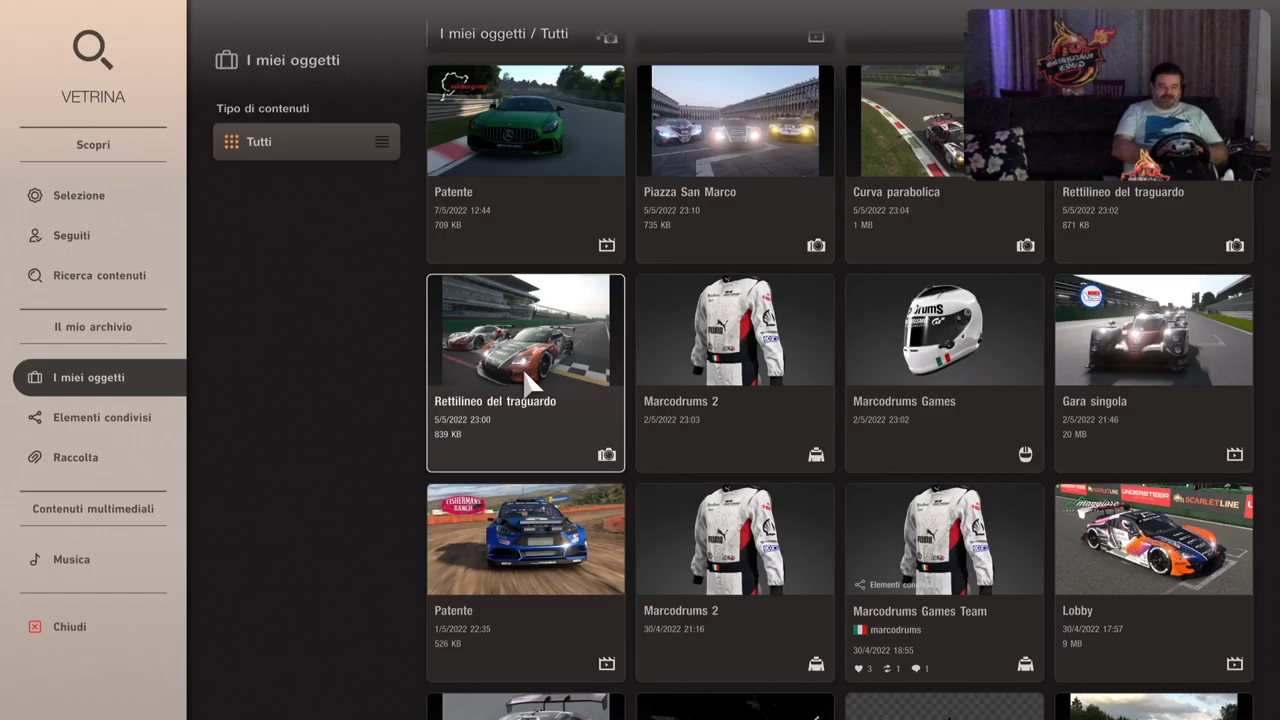 VETRINA
Scopri
Selezione
Seguiti
Ricerca contenuti
Il mio archivio
I miei oggetti
Elementi condivisi
Raccolta
Contenuti multimediali
Musica
Chiudi
I miei oggetti
Tipo di contenuti
Tutti
I miei oggetti / Tutti
Patente
7/5/2022 12:44
709 KB
Piazza San Marco
5/5/2022 23:10
735 KB
Curva parabolica
5/5/2022 23:04
1 MB
Rettilineo del traguardo
5/5/2022 23:02
871 KB
Rettilineo del traguardo
5/5/2022 23:00
839 KB
Marcodrums 2
2/5/2022 23:03
Marcodrums Games
2/5/2022 23:02
Gara singola
2/5/2022 21:46
20 MB
FISHERMANS
RANCH
Patente
1/5/2022 22:35
526 KB
Marcodrums 2
30/4/2022 21:16
Marcodrums Games Team
marcodrums
30/4/2022 18:55
3 1 1
UNDERSTEER
SCARLETLINE
maggiore
Lobby
30/4/2022 17:57
9 MB